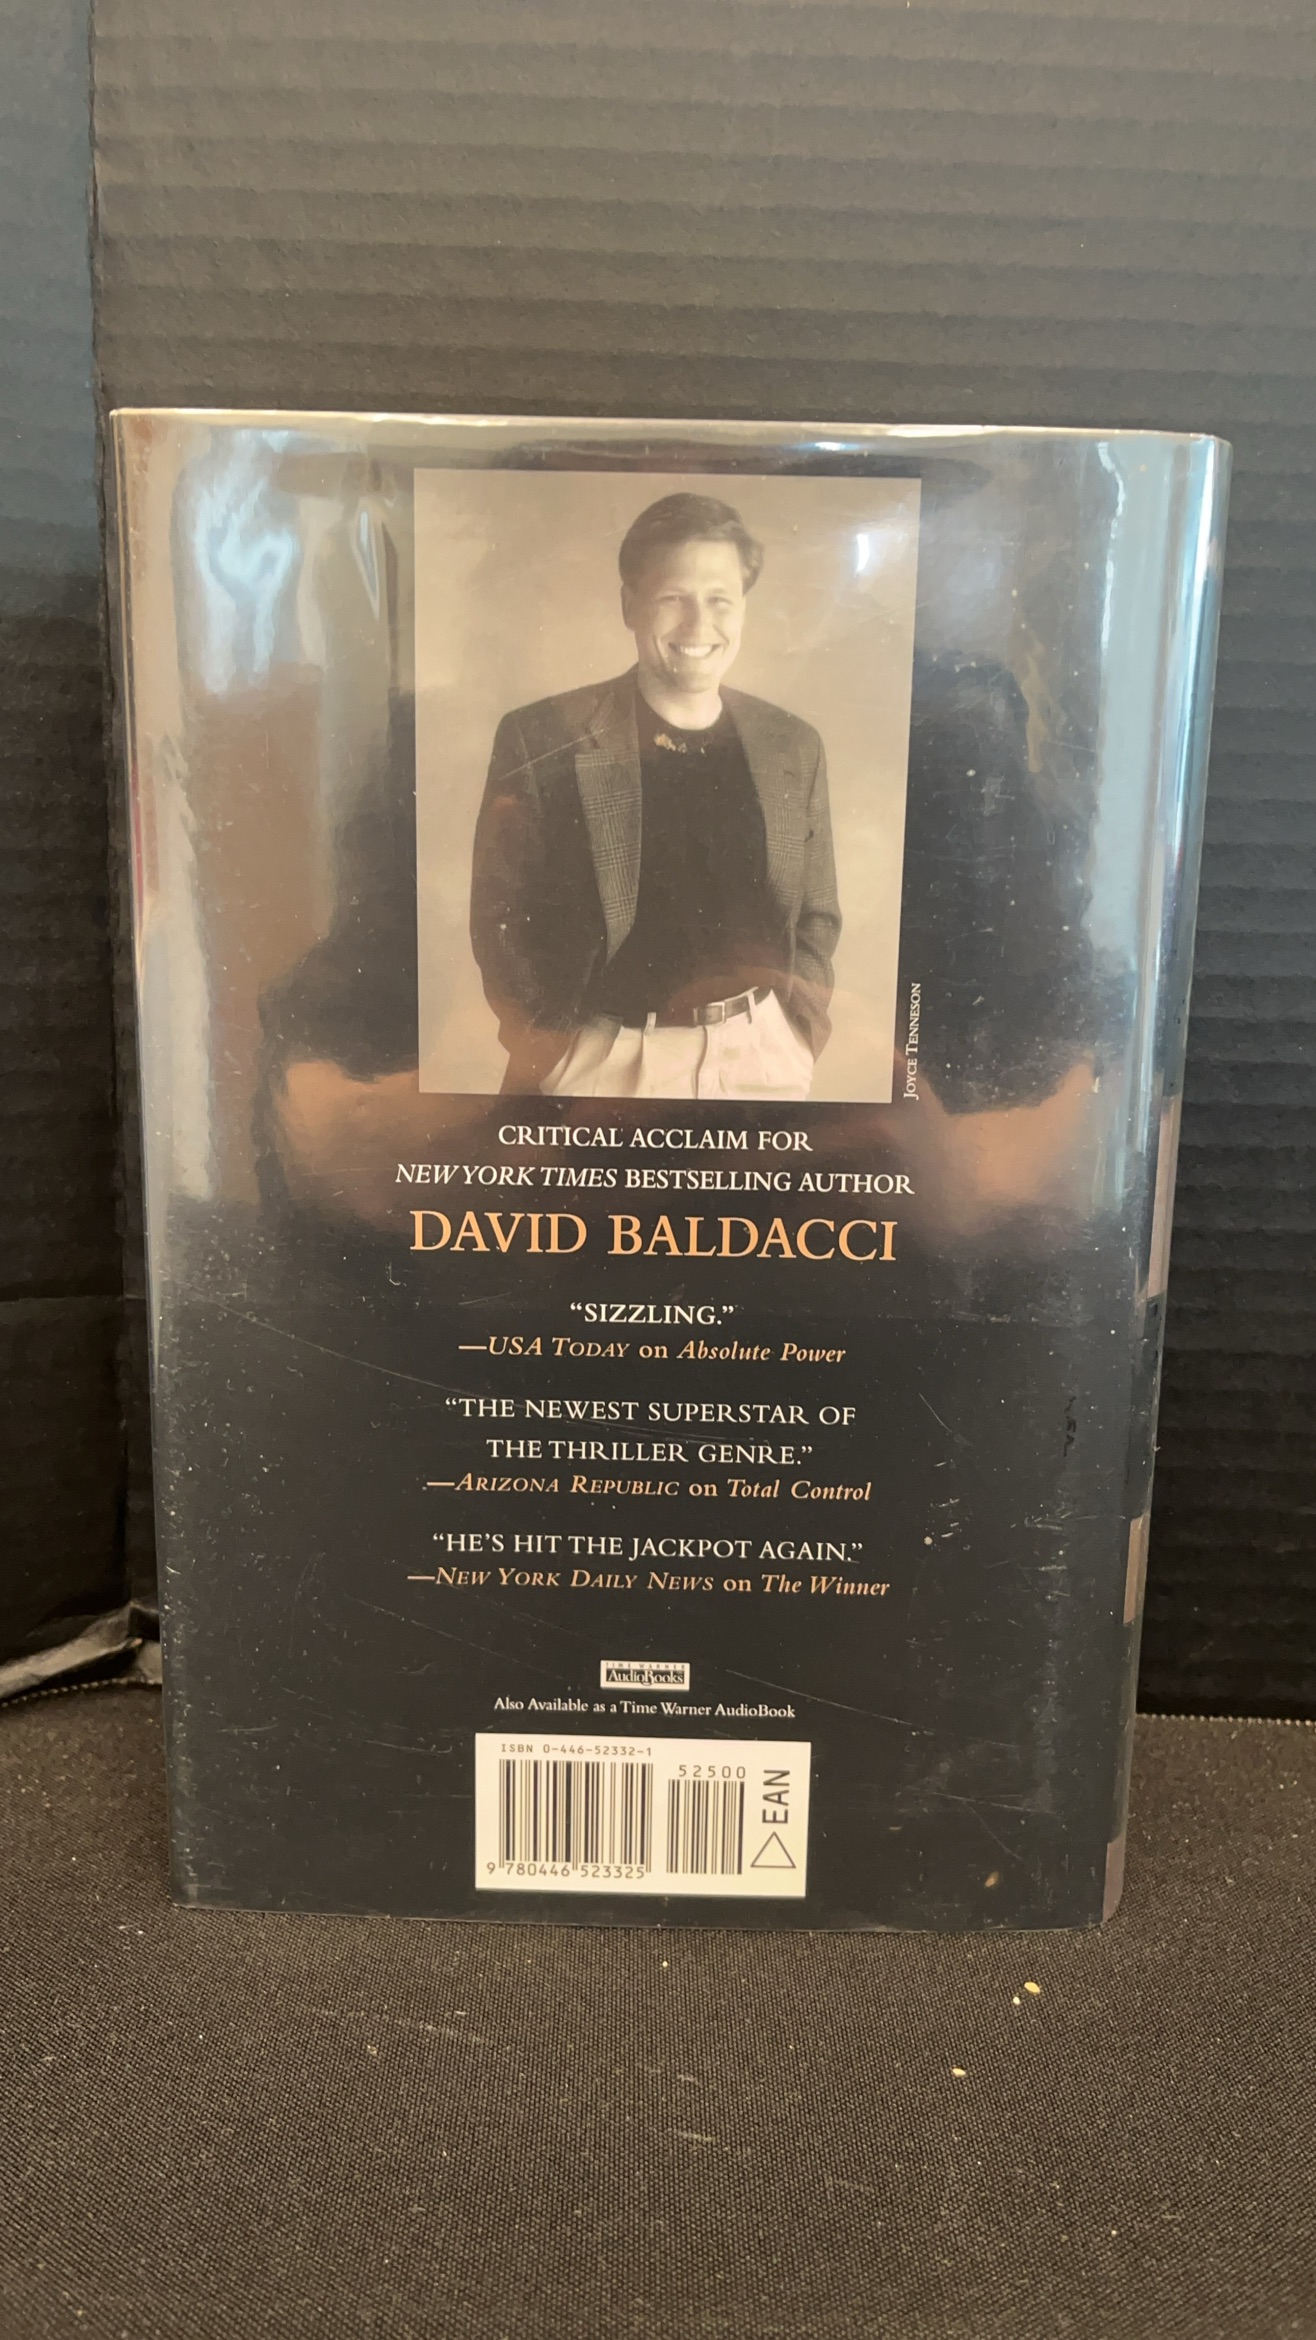 JOYCE TENNESON
CRITICAL ACCLAIM FOR
NEW YORK TIMES BESTSELLING AUTHOR
DAVID BALDACCI
“SIZZLING.”
—USA TODAY on Absolute Power
“THE NEWEST SUPERSTAR OF
THE THRILLER GENRE.”
—ARIZONA REPUBLIC on Total Control
“HE’S HIT THE JACKPOT AGAIN.”
—NEW YORK DAILY NEWS on The Winner
TIME WARNER
AudioBooks
Also Available as a Time Warner AudioBook
ISBN 0-446-52332-1
52500
EAN
9 780446 523325